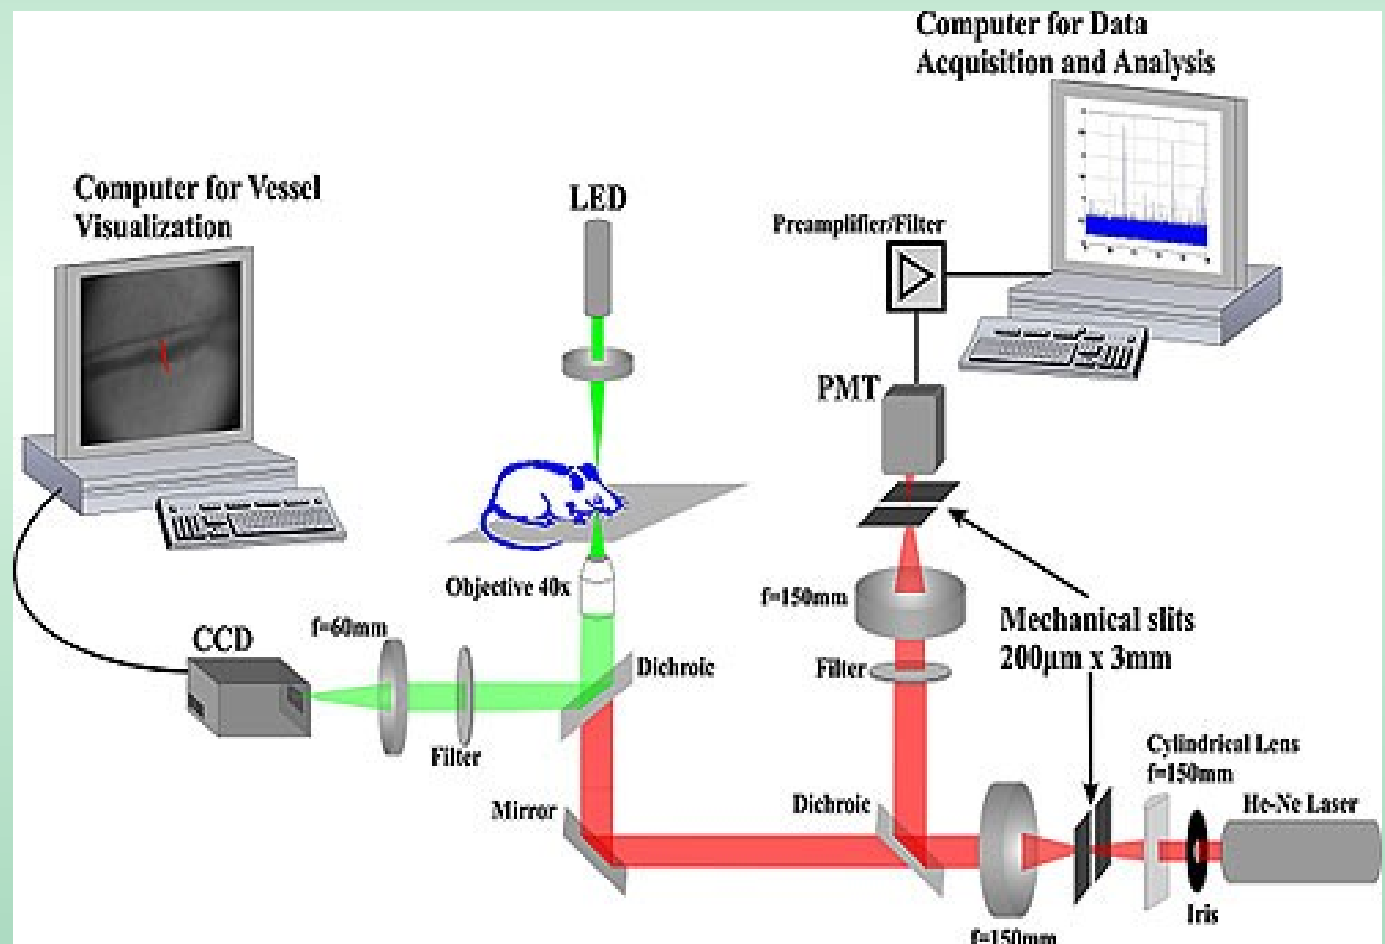 Computer for Data
Acquisition and Analysis
Computer for Vessel
Visualization
LED
Preamplifier/Filter
PMT
Objective 40x
f=150mm
Mechanical slits
200μm x 3mm
CCD
f=60mm
Dichroic
Filter
Filter
Cylindrical Lens
f=150mm
Mirror
Dichroic
He-Ne Laser
Iris
f=150mm